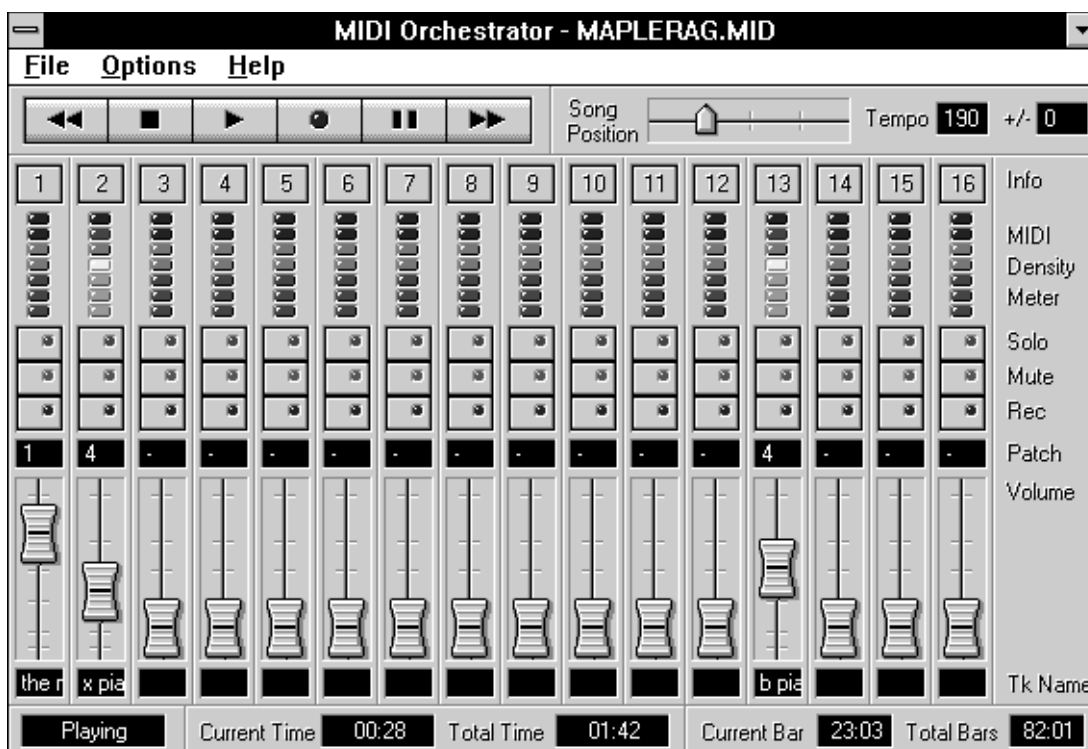 MIDI Orchestrator - MAPLERAG.MID
File Options Help
Song Position Tempo 190 +/- 0
1 2 3 4 5 6 7 8 9 10 11 12 13 14 15 16 Info
MIDI
Density
Meter
Solo
Mute
Rec
1 4 - - - - - - - - - - 4 - - - Patch
Volume
the r x pia b pia Tk Name
Playing Current Time 00:28 Total Time 01:42 Current Bar 23:03 Total Bars 82:01